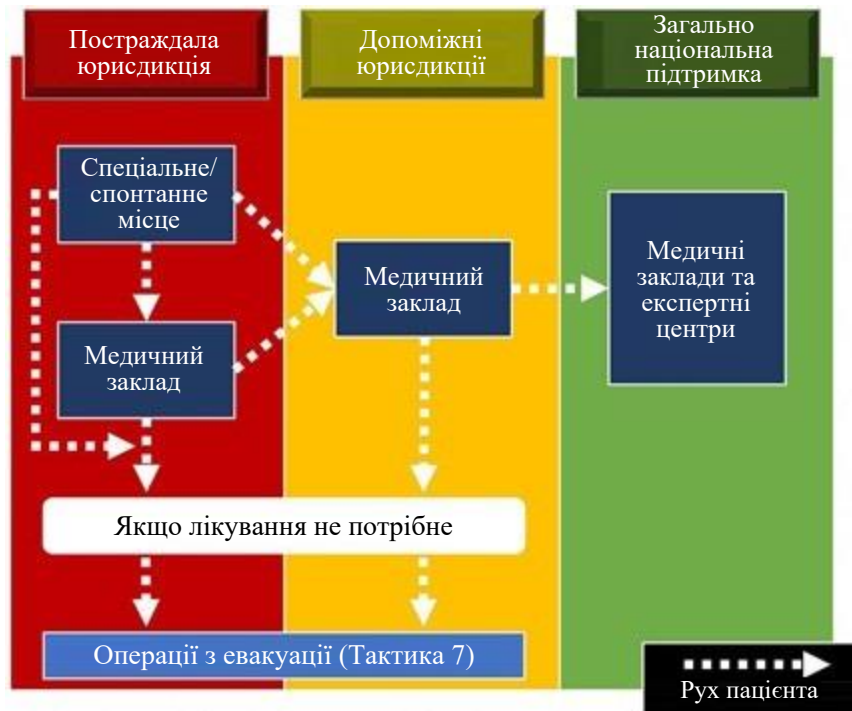 Постраждала
юрисдикція
Допоміжні
юрисдикції
Загально
національна
підтримка
Спеціальне/
спонтанне
місце
Медичний
заклад
Медичний
заклад
Медичні
заклади та
експертні
центри
Якщо лікування не потрібне
Операції з евакуації (Тактика 7)
Рух пацієнта